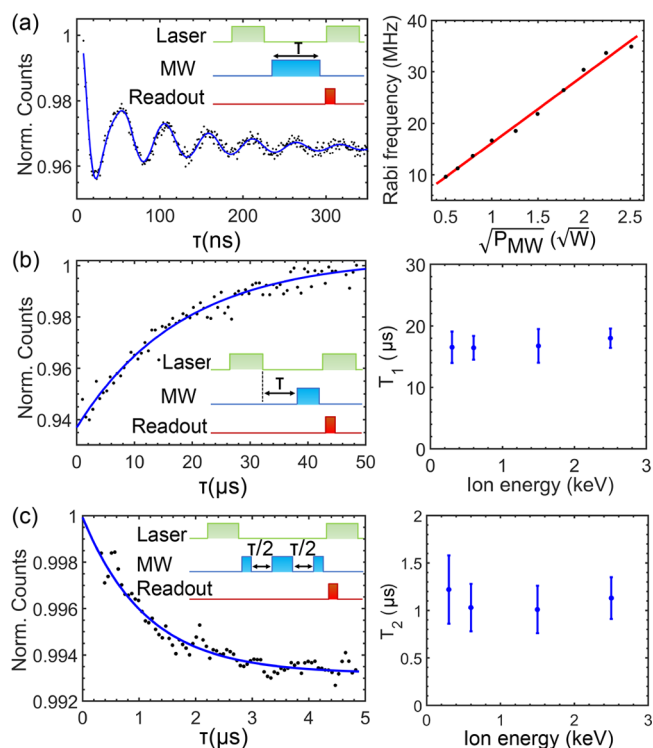 (a)
Laser
MW
Readout
T
Norm. Counts
1
0.98
0.96
0 100 200 300
τ(ns)
Rabi frequency (MHz)
40
30
20
10
0.5 1 1.5 2 2.5
√P_MW (√W)
(b)
Norm. Counts
1
0.98
0.96
0.94
Laser
MW
Readout
T
0 10 20 30 40 50
τ(μs)
T₁ (μs)
30
20
10
0
0 1 2 3
Ion energy (keV)
(c)
Laser
MW
Readout
τ/2 τ/2
Norm. Counts
1
0.998
0.996
0.994
0.992
0 1 2 3 4 5
τ(μs)
T₂ (μs)
2
1.5
1
0.5
0
0 1 2 3
Ion energy (keV)